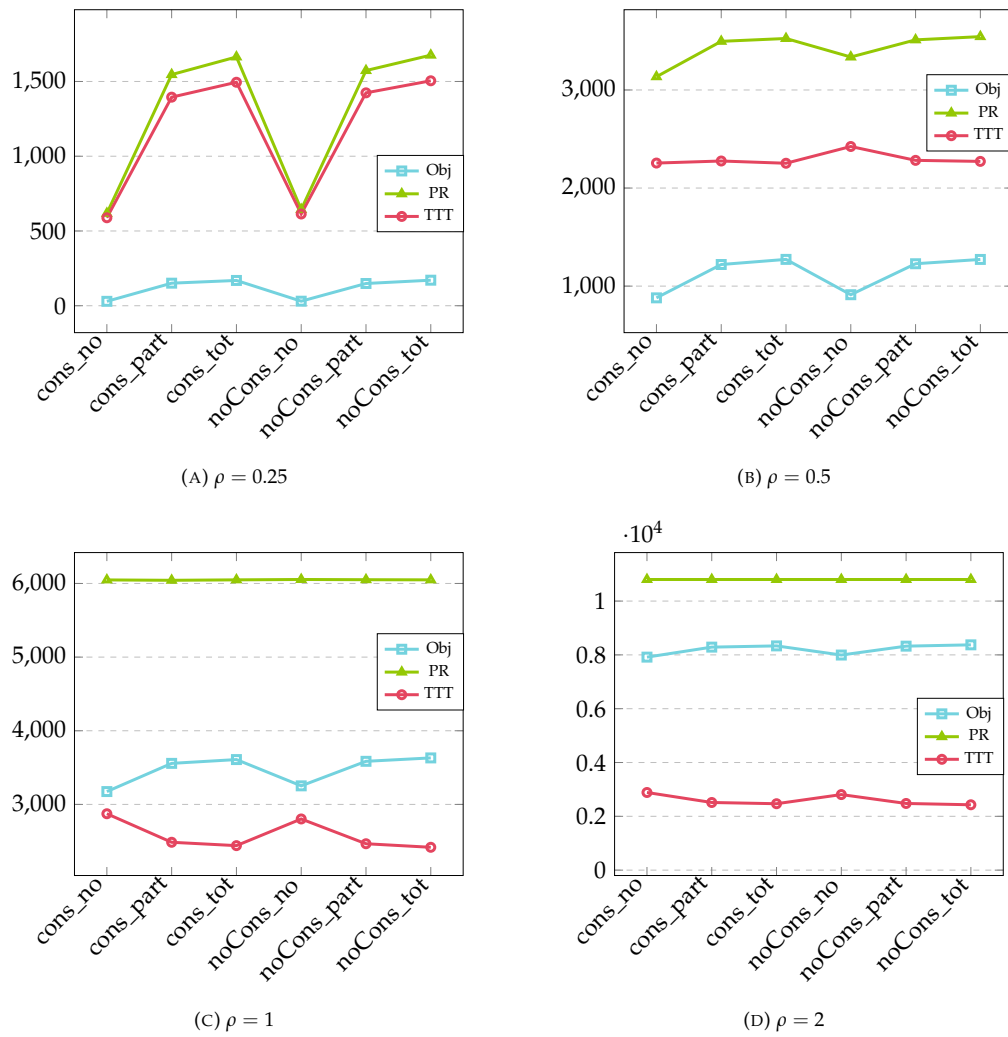 1,500
1,000
500
0
Obj
PR
TTT
cons_no
cons_part
cons_tot
noCons_no
noCons_part
noCons_tot
(A) ρ = 0.25
3,000
2,000
1,000
Obj
PR
TTT
cons_no
cons_part
cons_tot
noCons_no
noCons_part
noCons_tot
(B) ρ = 0.5
6,000
5,000
4,000
3,000
Obj
PR
TTT
cons_no
cons_part
cons_tot
noCons_no
noCons_part
noCons_tot
(C) ρ = 1
·10⁴
1
0.8
0.6
0.4
0.2
0
Obj
PR
TTT
cons_no
cons_part
cons_tot
noCons_no
noCons_part
noCons_tot
(D) ρ = 2